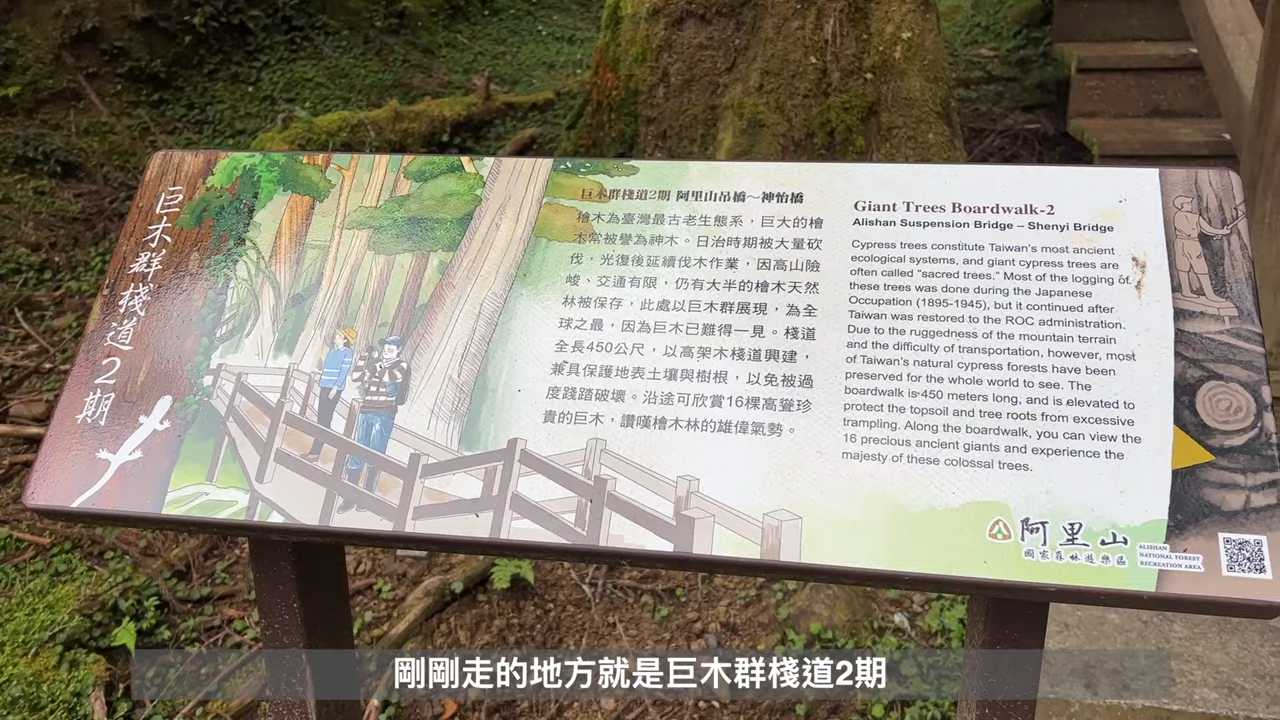 巨木群棧道2期
巨木群棧道2期 阿里山吊橋～神怡橋
檜木為臺灣最古老生態系，巨大的檜
木常被譽為神木。日治時期被大量砍
伐，光復後延續伐木作業，因高山險
峻、交通有限，仍有大半的檜木天然
林被保存，此處以巨木群展現，為全
球之最，因為巨木已難得一見。棧道
全長450公尺，以高架木棧道興建，
兼具保護地表土壤與樹根，以免被過
度踐踏破壞。沿途可欣賞16棵高聳珍
貴的巨木，讚嘆檜木林的雄偉氣勢。
Giant Trees Boardwalk-2
Alishan Suspension Bridge – Shenyi Bridge
Cypress trees constitute Taiwan's most ancient
ecological systems, and giant cypress trees are
often called "sacred trees." Most of the logging of
these trees was done during the Japanese
Occupation (1895-1945), but it continued after
Taiwan was restored to the ROC administration.
Due to the ruggedness of the mountain terrain
and the difficulty of transportation, however, most
of Taiwan's natural cypress forests have been
preserved for the whole world to see. The
boardwalk is 450 meters long, and is elevated to
protect the topsoil and tree roots from excessive
trampling. Along the boardwalk, you can view the
16 precious ancient giants and experience the
majesty of these colossal trees.
阿里山
國家森林遊樂區
ALISHAN
NATIONAL FOREST
RECREATION AREA
剛剛走的地方就是巨木群棧道2期